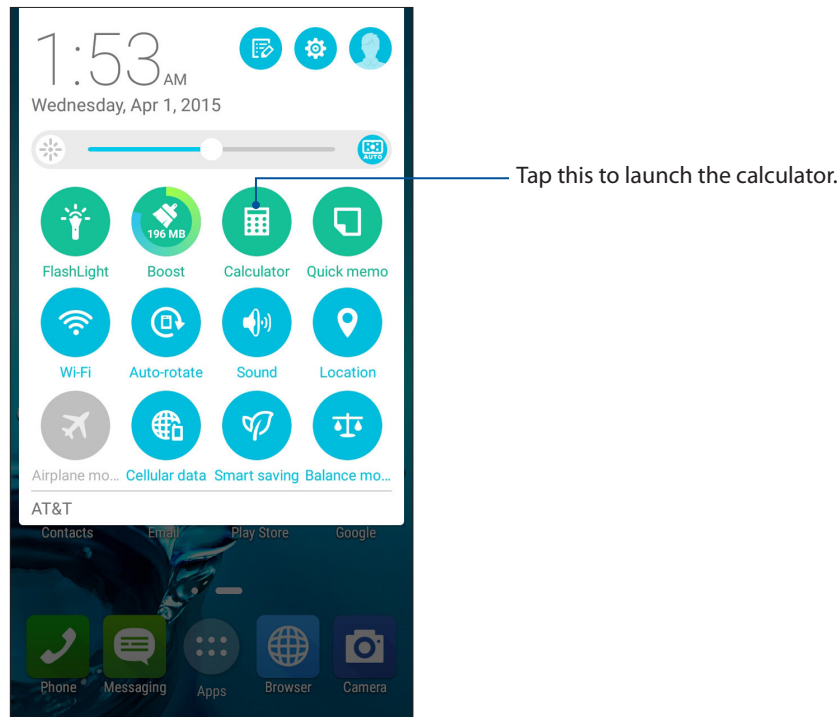 1:53 AM
Wednesday, Apr 1, 2015
AUTO
Tap this to launch the calculator.
196 MB
FlashLight Boost Calculator Quick memo
Wi-Fi Auto-rotate Sound Location
Airplane mo... Cellular data Smart saving Balance mo...
AT&T
Contacts Email Play Store Google
Phone Messaging Apps Browser Camera